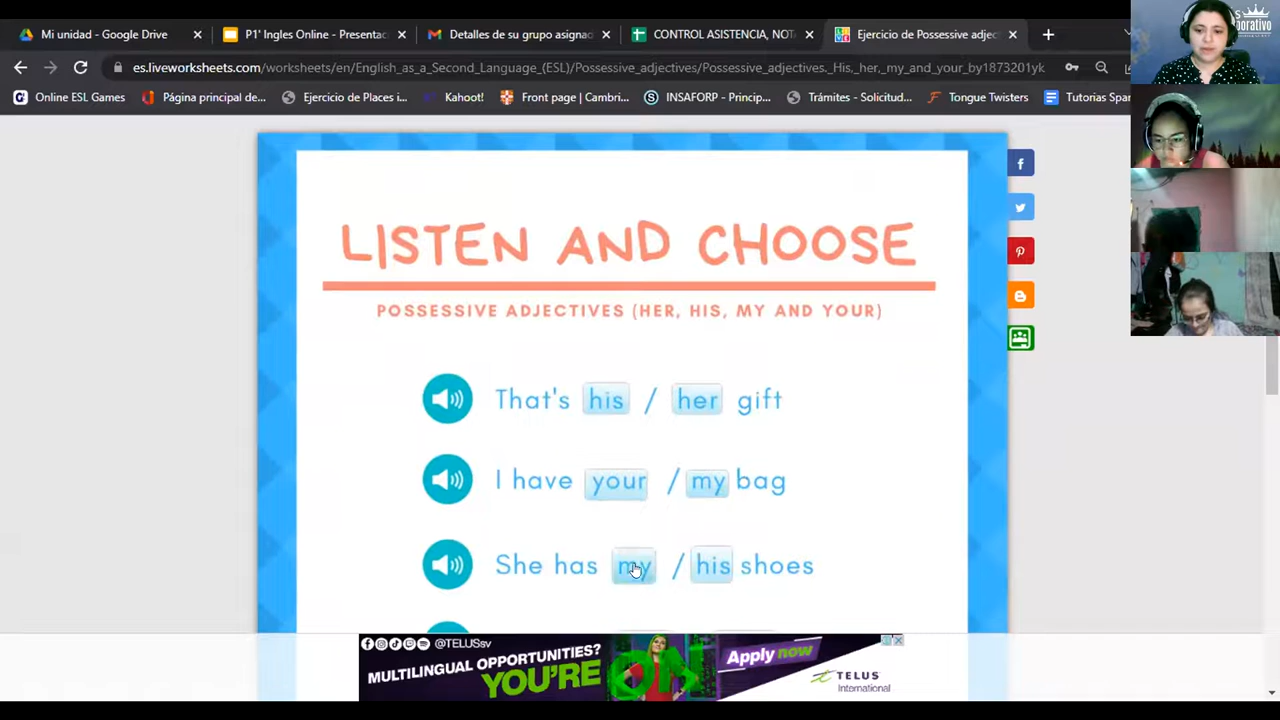 Mi unidad - Google Drive
P1' Ingles Online - Presentac
Detalles de su grupo asignado
CONTROL ASISTENCIA, NOTA
Ejercicio de Possessive adjec
es.liveworksheets.com/worksheets/en/English_as_a_Second_Language_(ESL)/Possessive_adjectives/Possessive_adjectives._His,_her,_my_and_your_by1873201yk
Online ESL Games
Página principal de...
Ejercicio de Places i...
Kahoot!
Front page | Cambri...
INSAFORP - Princip...
Trámites - Solicitud...
Tongue Twisters
Tutorias Span
LISTEN AND CHOOSE
POSSESSIVE ADJECTIVES (HER, HIS, MY AND YOUR)
That's his / her gift
I have your / my bag
She has my / his shoes
@TELUSsv
MULTILINGUAL OPPORTUNITIES?
YOU'RE ON
Apply now
TELUS
International